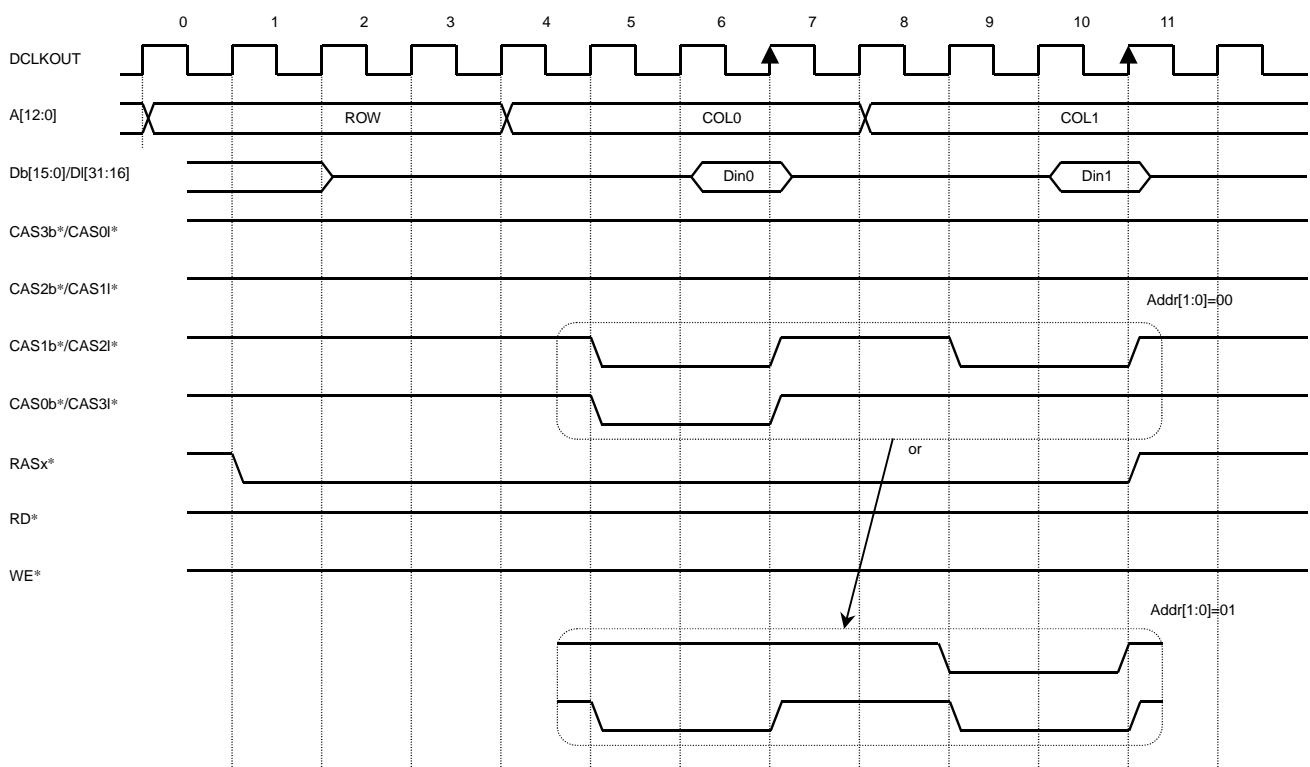 0 1 2 3 4 5 6 7 8 9 10 11
DCLKOUT
A[12:0] ROW COL0 COL1
Db[15:0]/Dl[31:16] Din0 Din1
CAS3b*/CAS0l*
CAS2b*/CAS1l*
Addr[1:0]=00
CAS1b*/CAS2l*
CAS0b*/CAS3l*
or
RASx*
RD*
WE*
Addr[1:0]=01